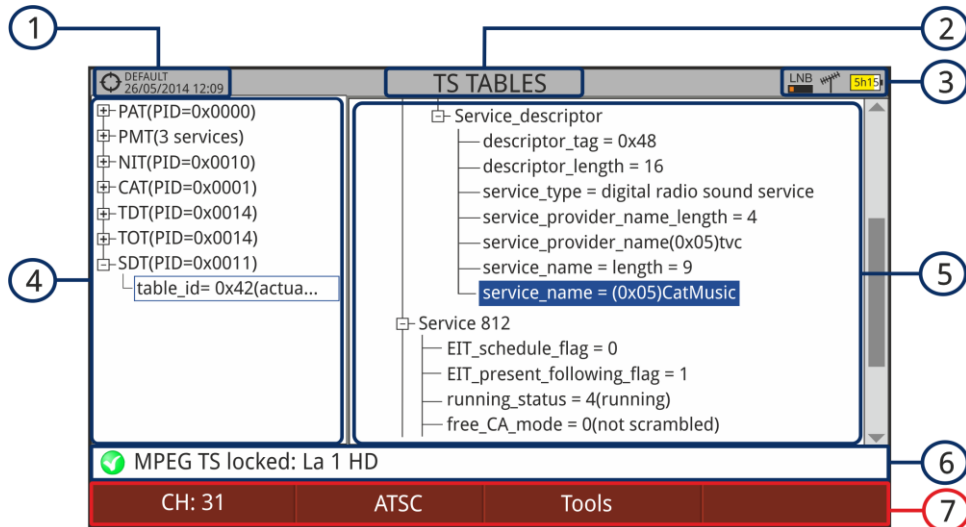 1
2
3
4
5
6
7
DEFAULT
26/05/2014 12:09
TS TABLES
LNB
5h15
PAT(PID=0x0000)
PMT(3 services)
NIT(PID=0x0010)
CAT(PID=0x0001)
TDT(PID=0x0014)
TOT(PID=0x0014)
SDT(PID=0x0011)
table_id= 0x42(actua...
Service_descriptor
descriptor_tag = 0x48
descriptor_length = 16
service_type = digital radio sound service
service_provider_name_length = 4
service_provider_name(0x05)tvc
service_name = length = 9
service_name = (0x05)CatMusic
Service 812
EIT_schedule_flag = 0
EIT_present_following_flag = 1
running_status = 4(running)
free_CA_mode = 0(not scrambled)
MPEG TS locked: La 1 HD
CH: 31
ATSC
Tools